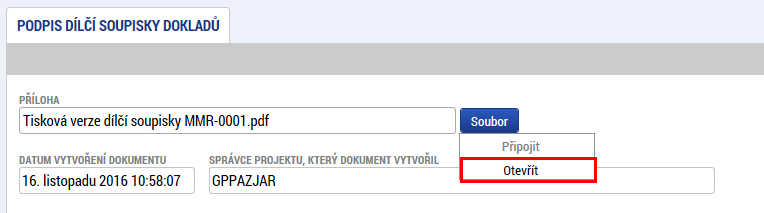 PODPIS DÍLČÍ SOUPISKY DOKLADŮ
PŘÍLOHA
Tisková verze dílčí soupisky MMR-0001.pdf
Soubor
Připojit
Otevřít
DATUM VYTVOŘENÍ DOKUMENTU
SPRÁVCE PROJEKTU, KTERÝ DOKUMENT VYTVOŘIL
16. listopadu 2016 10:58:07
GPPAZJAR